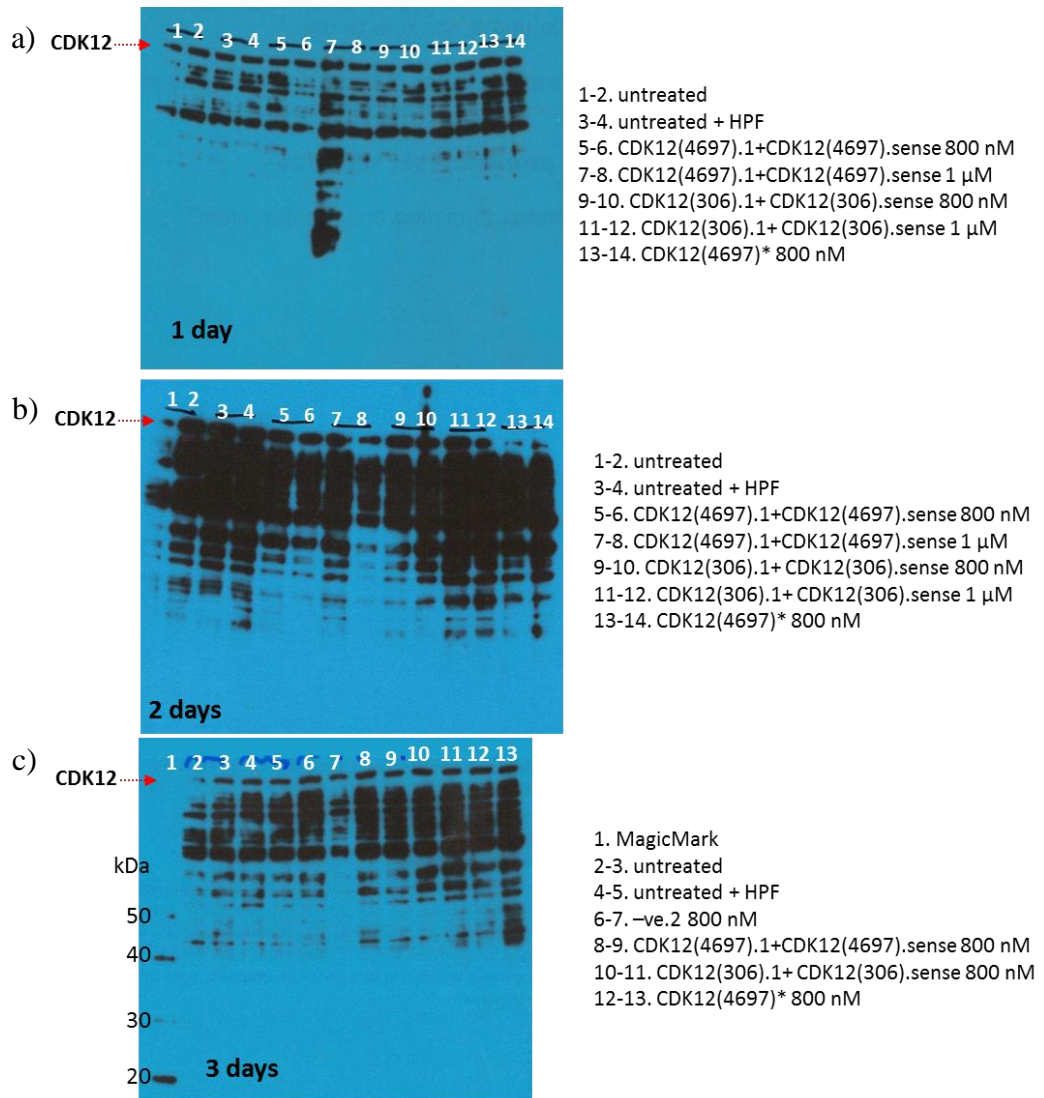 a) CDK12
1 2 3 4 5 6 7 8 9 10 11 12 13 14
1 day
1-2. untreated
3-4. untreated + HPF
5-6. CDK12(4697).1+CDK12(4697).sense 800 nM
7-8. CDK12(4697).1+CDK12(4697).sense 1 µM
9-10. CDK12(306).1+ CDK12(306).sense 800 nM
11-12. CDK12(306).1+ CDK12(306).sense 1 µM
13-14. CDK12(4697)* 800 nM
b) CDK12
1 2 3 4 5 6 7 8 9 10 11 12 13 14
2 days
1-2. untreated
3-4. untreated + HPF
5-6. CDK12(4697).1+CDK12(4697).sense 800 nM
7-8. CDK12(4697).1+CDK12(4697).sense 1 µM
9-10. CDK12(306).1+ CDK12(306).sense 800 nM
11-12. CDK12(306).1+ CDK12(306).sense 1 µM
13-14. CDK12(4697)* 800 nM
c) CDK12
1 2 3 4 5 6 7 8 9 10 11 12 13
kDa
50
40
30
20
3 days
1. MagicMark
2-3. untreated
4-5. untreated + HPF
6-7. –ve.2 800 nM
8-9. CDK12(4697).1+CDK12(4697).sense 800 nM
10-11. CDK12(306).1+ CDK12(306).sense 800 nM
12-13. CDK12(4697)* 800 nM